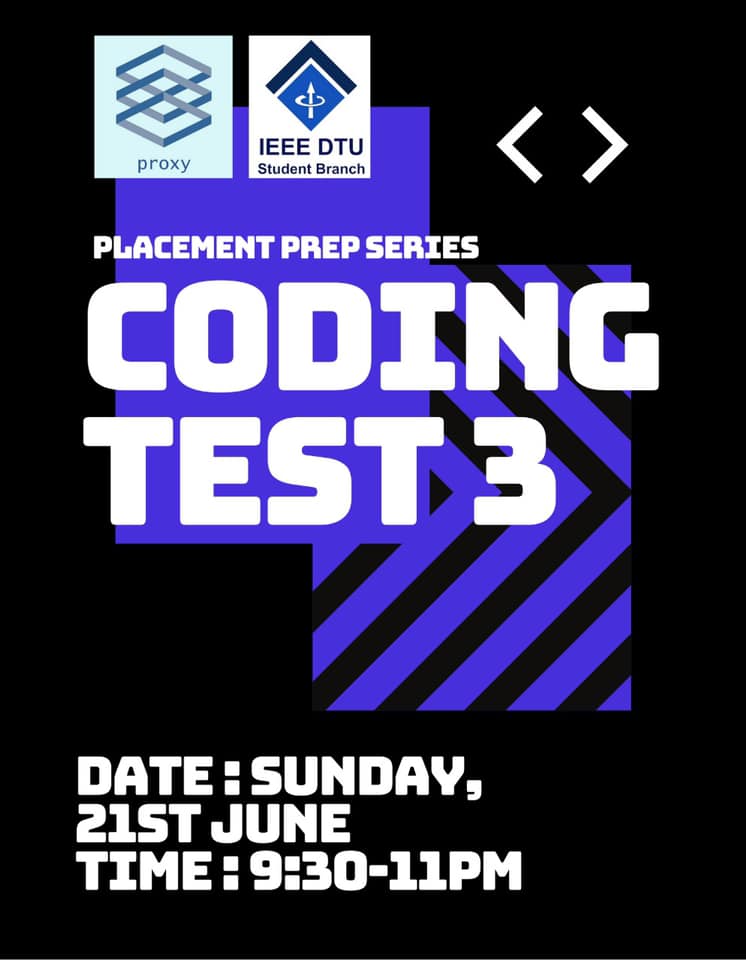 proxy
IEEE DTU
Student Branch
PLACEMENT PREP SERIES
CODING
TEST 3
DATE : SUNDAY,
21ST JUNE
TIME : 9:30-11PM